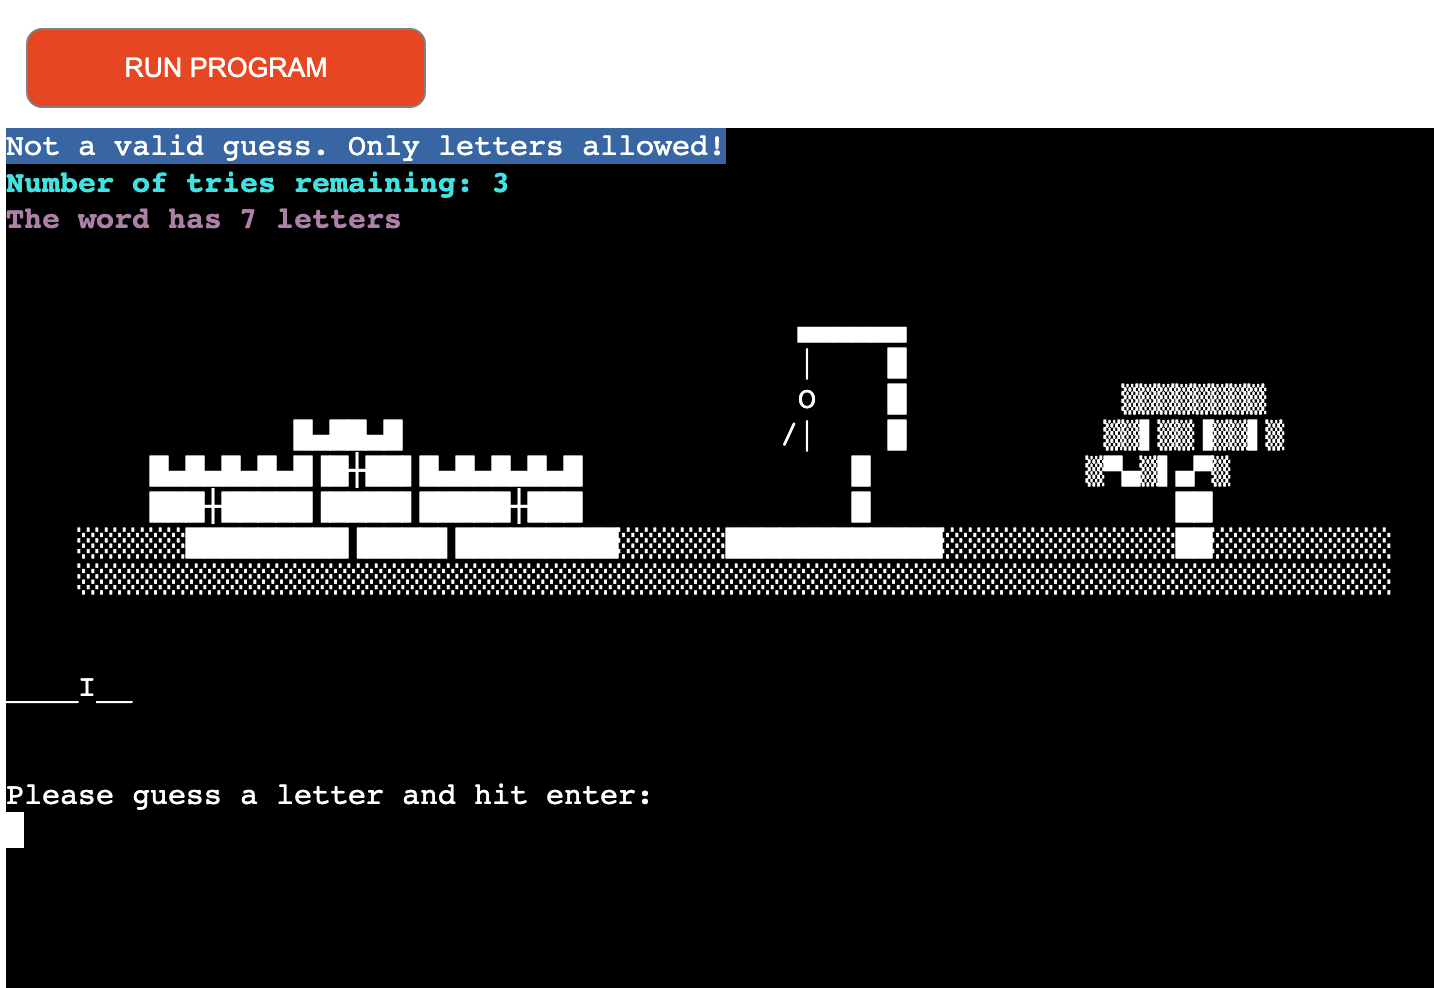 RUN PROGRAM
Not a valid guess. Only letters allowed!
Number of tries remaining: 3
The word has 7 letters
____I__
Please guess a letter and hit enter: